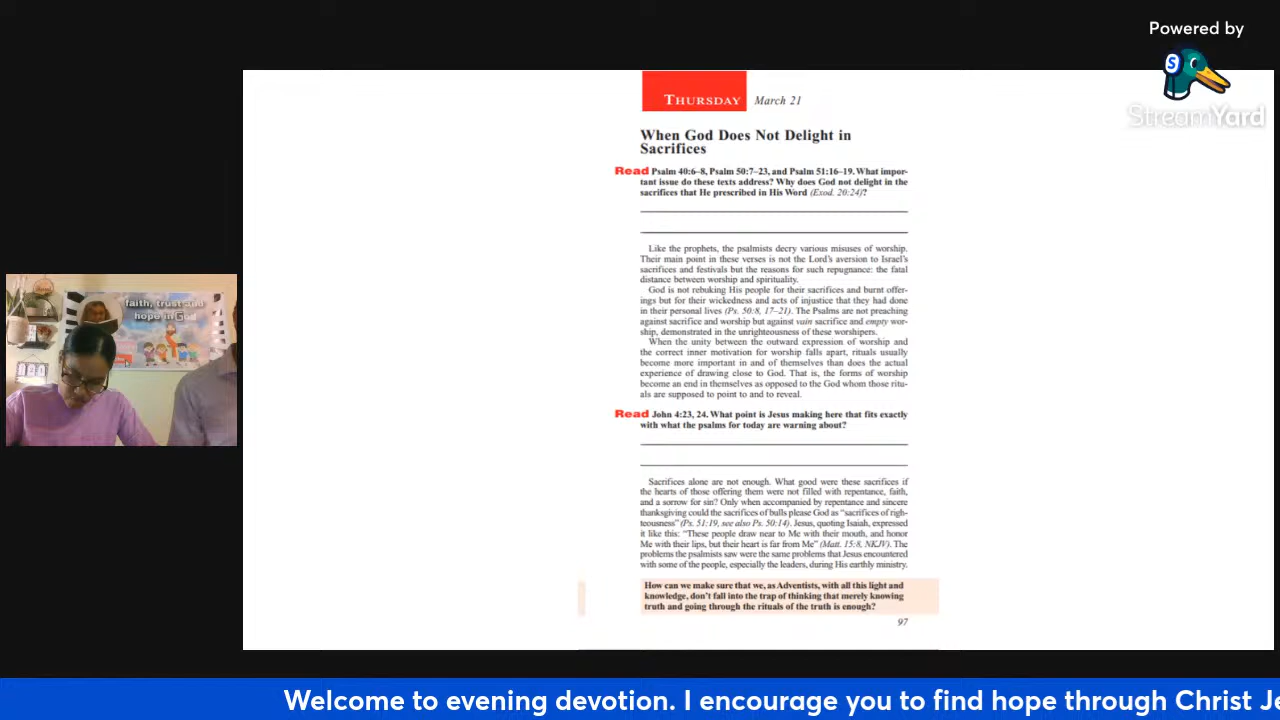 Powered by
S
StreamYard
THURSDAY March 21
When God Does Not Delight in
Sacrifices
Read Psalm 40:6–8, Psalm 50:7–23, and Psalm 51:16–19. What impor-
tant issue do these texts address? Why does God not delight in the
sacrifices that He prescribed in His Word (Exod. 20:24)?
Like the prophets, the psalmists decry various misuses of worship.
Their main point in these verses is not the Lord's aversion to Israel's
sacrifices and festivals but the reasons for such repugnance: the fatal
distance between worship and spirituality.
God is not rebuking His people for their sacrifices and burnt offer-
ings but for their wickedness and acts of injustice that they had done
in their personal lives (Ps. 50:8, 17–21). The Psalms are not preaching
against sacrifice and worship but against vain sacrifice and empty wor-
ship, demonstrated in the unrighteousness of these worshipers.
When the unity between the outward expression of worship and
the correct inner motivation for worship falls apart, rituals usually
become more important in and of themselves than does the actual
experience of drawing close to God. That is, the forms of worship
become an end in themselves as opposed to the God whom those ritu-
als are supposed to point to and to reveal.
Read John 4:23, 24. What point is Jesus making here that fits exactly
with what the psalms for today are warning about?
Sacrifices alone are not enough. What good were these sacrifices if
the hearts of those offering them were not filled with repentance, faith,
and a sorrow for sin? Only when accompanied by repentance and sincere
thanksgiving could the sacrifices of bulls please God as "sacrifices of righ-
teousness" (Ps. 51:19, see also Ps. 50:14). Jesus, quoting Isaiah, expressed
it like this: "These people draw near to Me with their mouth, and honor
Me with their lips, but their heart is far from Me" (Matt. 15:8, NKJV). The
problems the psalmists saw were the same problems that Jesus encountered
with some of the people, especially the leaders, during His earthly ministry.
How can we make sure that we, as Adventists, with all this light and
knowledge, don't fall into the trap of thinking that merely knowing
truth and going through the rituals of the truth is enough?
97
faith, trust and
hope in God
Welcome to evening devotion. I encourage you to find hope through Christ Je